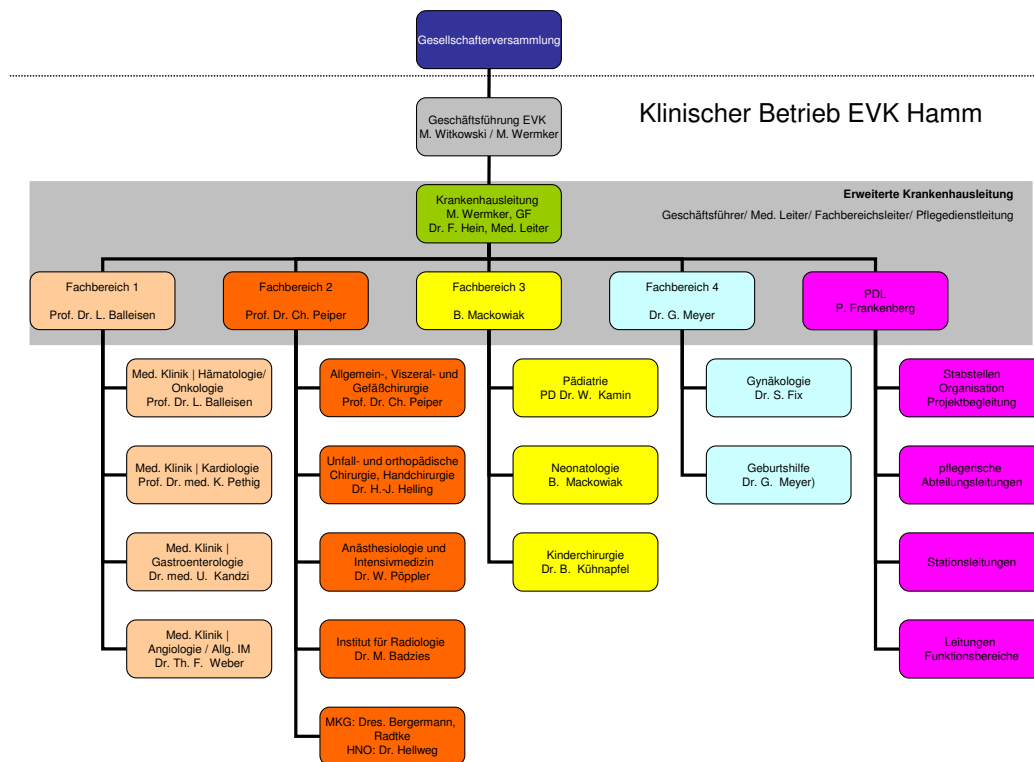 Gesellschafterversammlung
Klinischer Betrieb EVK Hamm
Geschäftsführung EVK
M. Witkowski / M. Wermker
Erweiterte Krankenhausleitung
Geschäftsführer/ Med. Leiter/ Fachbereichsleiter/ Pflegedienstleitung
Krankenhausleitung
M. Wermker, GF
Dr. F. Hein, Med. Leiter
Fachbereich 1
Prof. Dr. L. Balleisen
Fachbereich 2
Prof. Dr. Ch. Peiper
Fachbereich 3
B. Mackowiak
Fachbereich 4
Dr. G. Meyer
PDL
P. Frankenberg
Med. Klinik | Hämatologie/
Onkologie
Prof. Dr. L. Balleisen
Med. Klinik | Kardiologie
Prof. Dr. med. K. Pethig
Med. Klinik |
Gastroenterologie
Dr. med. U. Kandzi
Med. Klinik |
Angiologie / Allg. IM
Dr. Th. F. Weber
Allgemein-, Viszeral- und
Gefäßchirurgie
Prof. Dr. Ch. Peiper
Unfall- und orthopädische
Chirurgie, Handchirurgie
Dr. H.-J. Helling
Anästhesiologie und
Intensivmedizin
Dr. W. Pöppler
Institut für Radiologie
Dr. M. Badzies
MKG: Dres. Bergermann,
Radtke
HNO: Dr. Hellweg
Pädiatrie
PD Dr. W. Kamin
Neonatologie
B. Mackowiak
Kinderchirurgie
Dr. B. Kühnapfel
Gynäkologie
Dr. S. Fix
Geburtshilfe
Dr. G. Meyer)
Stabstellen
Organisation
Projektbegleitung
pflegerische
Abteilungsleitungen
Stationsleitungen
Leitungen
Funktionsbereiche